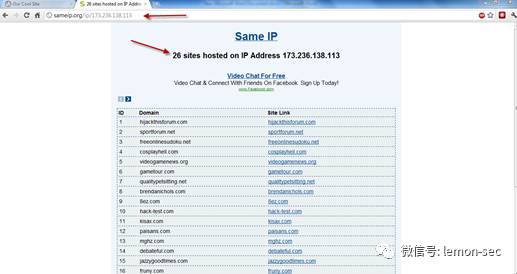 Our Cool Site
Same IP - 26 sites hosted on IP Addre
sameip.org/ip/173.236.138.113
Same IP
26 sites hosted on IP Address 173.236.138.113
Video Chat For Free
Video Chat & Connect With Friends On Facebook. Sign Up Today!
www.Facebook.com
ID Domain Site Link
1 hijackthisforum.com hijackthisforum.com
2 sportforum.net sportforum.net
3 freeonlinesudoku.net freeonlinesudoku.net
4 cosplayhell.com cosplayhell.com
5 videogamenews.org videogamenews.org
6 gametour.com gametour.com
7 qualitypetsitting.net qualitypetsitting.net
8 brendanichols.com brendanichols.com
9 8ez.com 8ez.com
10 hack-test.com hack-test.com
11 kisax.com kisax.com
12 paisans.com paisans.com
13 mghz.com mghz.com
14 debateful.com debateful.com
15 jazzygoodtimes.com jazzygoodtimes.com
16 fruny.com fruny.com
微信号: lemon-sec